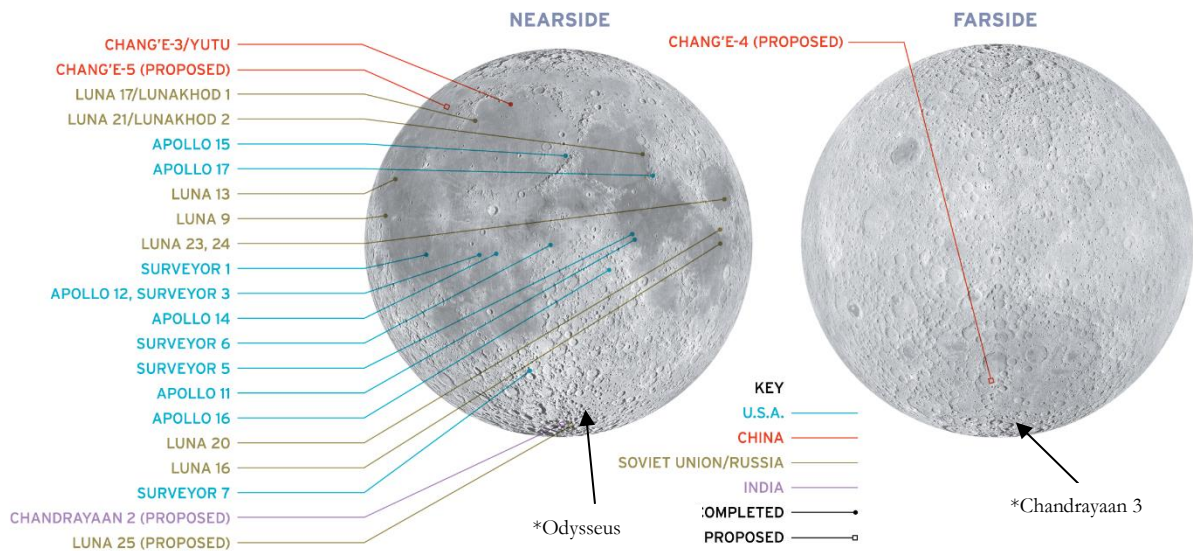 NEARSIDE
FARSIDE
CHANG'E-3/YUTU
CHANG'E-5 (PROPOSED)
LUNA 17/LUNAKHOD 1
LUNA 21/LUNAKHOD 2
APOLLO 15
APOLLO 17
LUNA 13
LUNA 9
LUNA 23, 24
SURVEYOR 1
APOLLO 12, SURVEYOR 3
APOLLO 14
SURVEYOR 6
SURVEYOR 5
APOLLO 11
APOLLO 16
LUNA 20
LUNA 16
SURVEYOR 7
CHANDRAYAAN 2 (PROPOSED)
LUNA 25 (PROPOSED)
*Odysseus
CHANG'E-4 (PROPOSED)
KEY
U.S.A.
CHINA
SOVIET UNION/RUSSIA
INDIA
COMPLETED
PROPOSED
*Chandrayaan 3